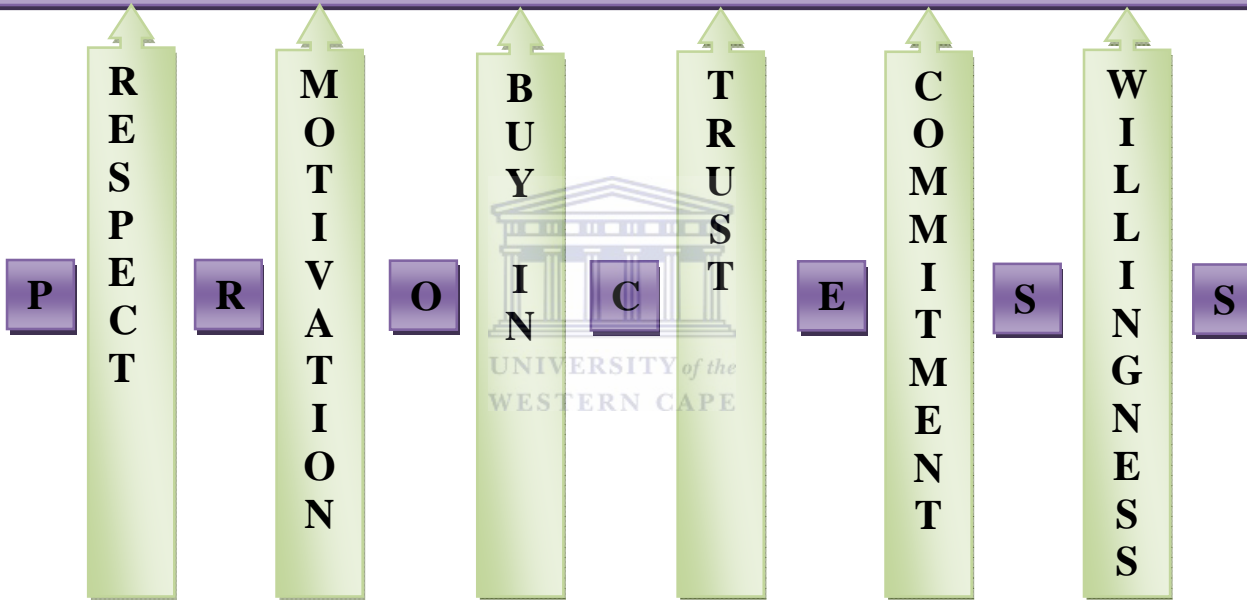 RESPECT
MOTIVATION
BUY IN
TRUST
COMMITMENT
WILLINGNESS
P R O C E S S
UNIVERSITY of the
WESTERN CAPE